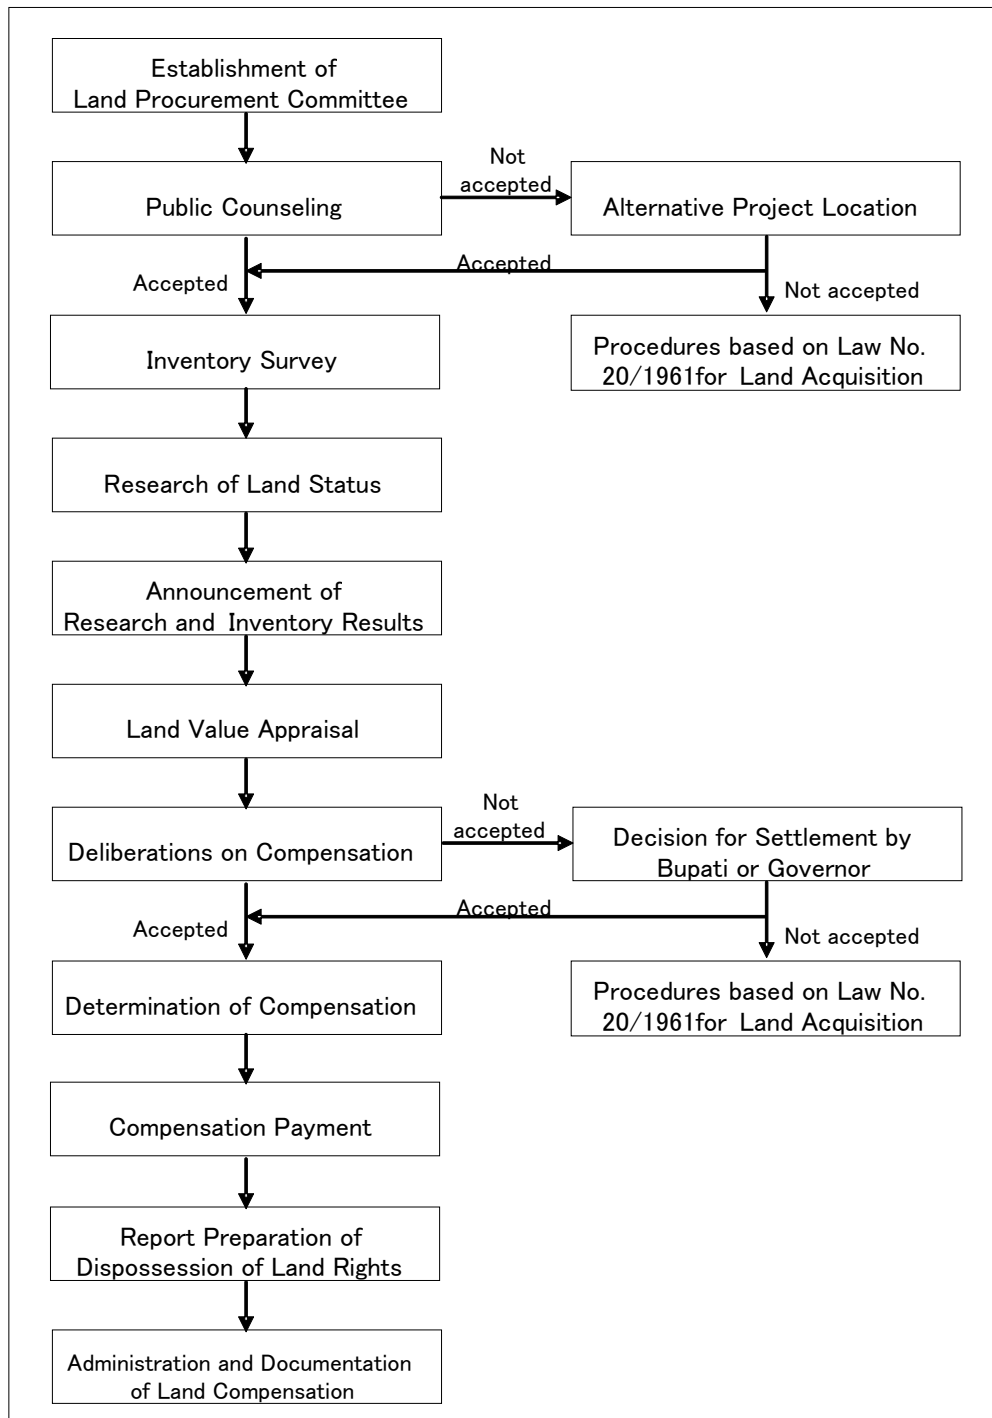 Establishment of
Land Procurement Committee
Not
accepted
Public Counseling
Alternative Project Location
Accepted
Accepted
Not accepted
Inventory Survey
Procedures based on Law No.
20/1961for Land Acquisition
Research of Land Status
Announcement of
Research and Inventory Results
Land Value Appraisal
Not
accepted
Deliberations on Compensation
Decision for Settlement by
Bupati or Governor
Accepted
Accepted
Not accepted
Determination of Compensation
Procedures based on Law No.
20/1961for Land Acquisition
Compensation Payment
Report Preparation of
Dispossession of Land Rights
Administration and Documentation
of Land Compensation